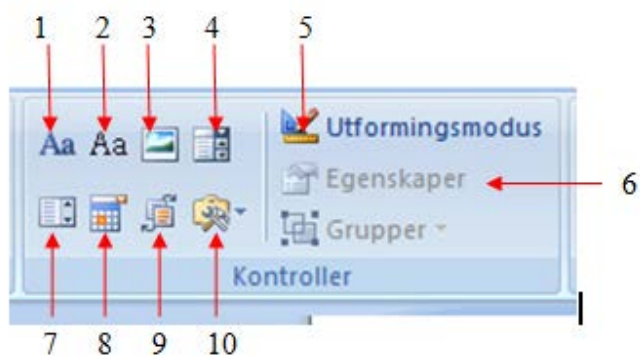 1 2 3 4 5
Aa Aa Utformingsmodus
Egenskaper 6
Grupper
Kontroller
7 8 9 10